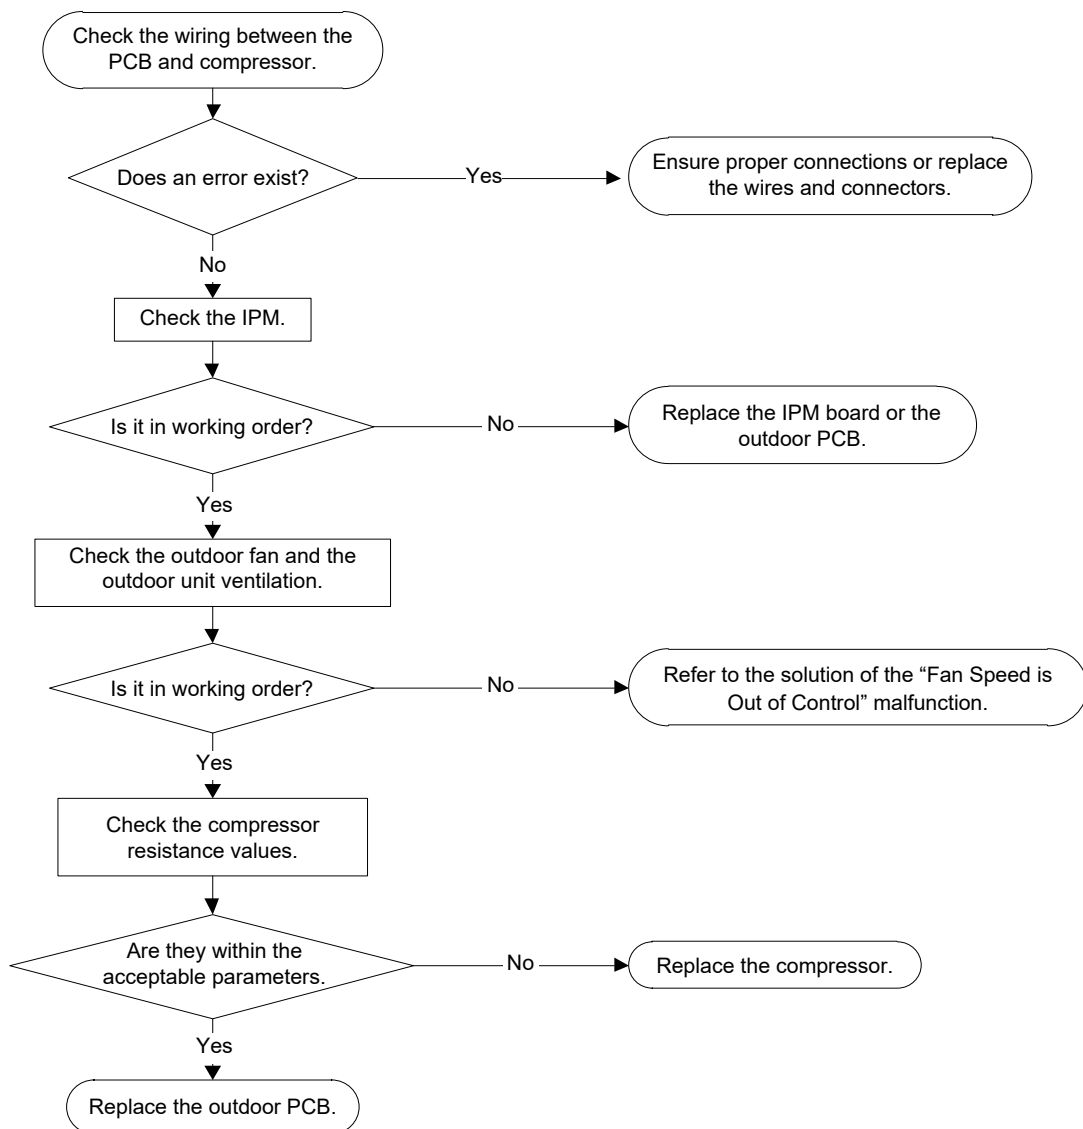 Check the wiring between the
PCB and compressor.
Does an error exist?
Yes
Ensure proper connections or replace
the wires and connectors.
No
Check the IPM.
Is it in working order?
No
Replace the IPM board or the
outdoor PCB.
Yes
Check the outdoor fan and the
outdoor unit ventilation.
Is it in working order?
No
Refer to the solution of the “Fan Speed is
Out of Control” malfunction.
Yes
Check the compressor
resistance values.
Are they within the
acceptable parameters.
No
Replace the compressor.
Yes
Replace the outdoor PCB.